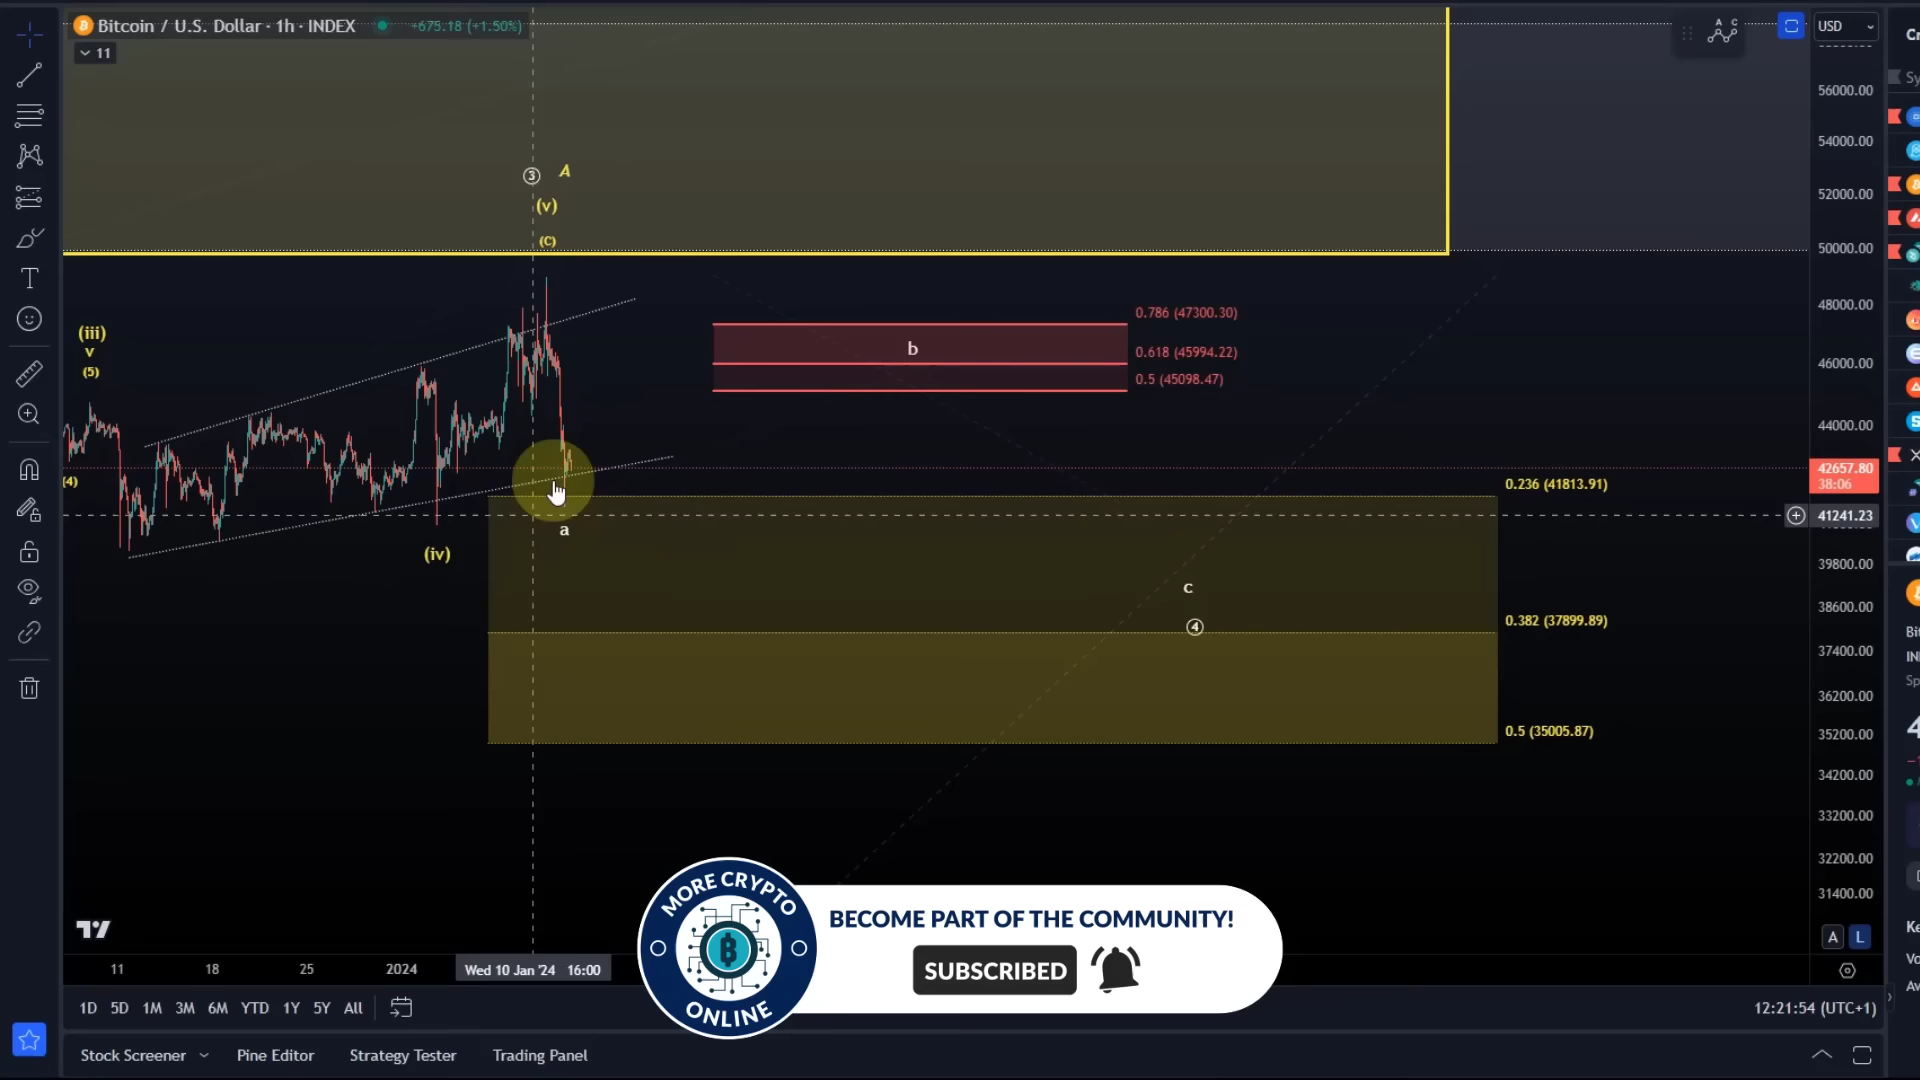 Bitcoin / U.S. Dollar · 1h · INDEX
+675.18 (+1.50%)
11
A C
USD
56000.00
54000.00
52000.00
50000.00
48000.00
46000.00
44000.00
42657.80
38:06
41241.23
39800.00
38600.00
37400.00
36200.00
35200.00
34200.00
33200.00
32200.00
31400.00
3 A
(v)
(C)
(iii)
v
(5)
(4)
0.786 (47300.30)
b
0.618 (45994.22)
0.5 (45098.47)
0.236 (41813.91)
a
(iv)
c
4
0.382 (37899.89)
0.5 (35005.87)
MORE CRYPTO
ONLINE
BECOME PART OF THE COMMUNITY!
SUBSCRIBED
A L
11 18 25 2024 Wed 10 Jan '24 16:00
1D 5D 1M 3M 6M YTD 1Y 5Y All
12:21:54 (UTC+1)
Stock Screener Pine Editor Strategy Tester Trading Panel